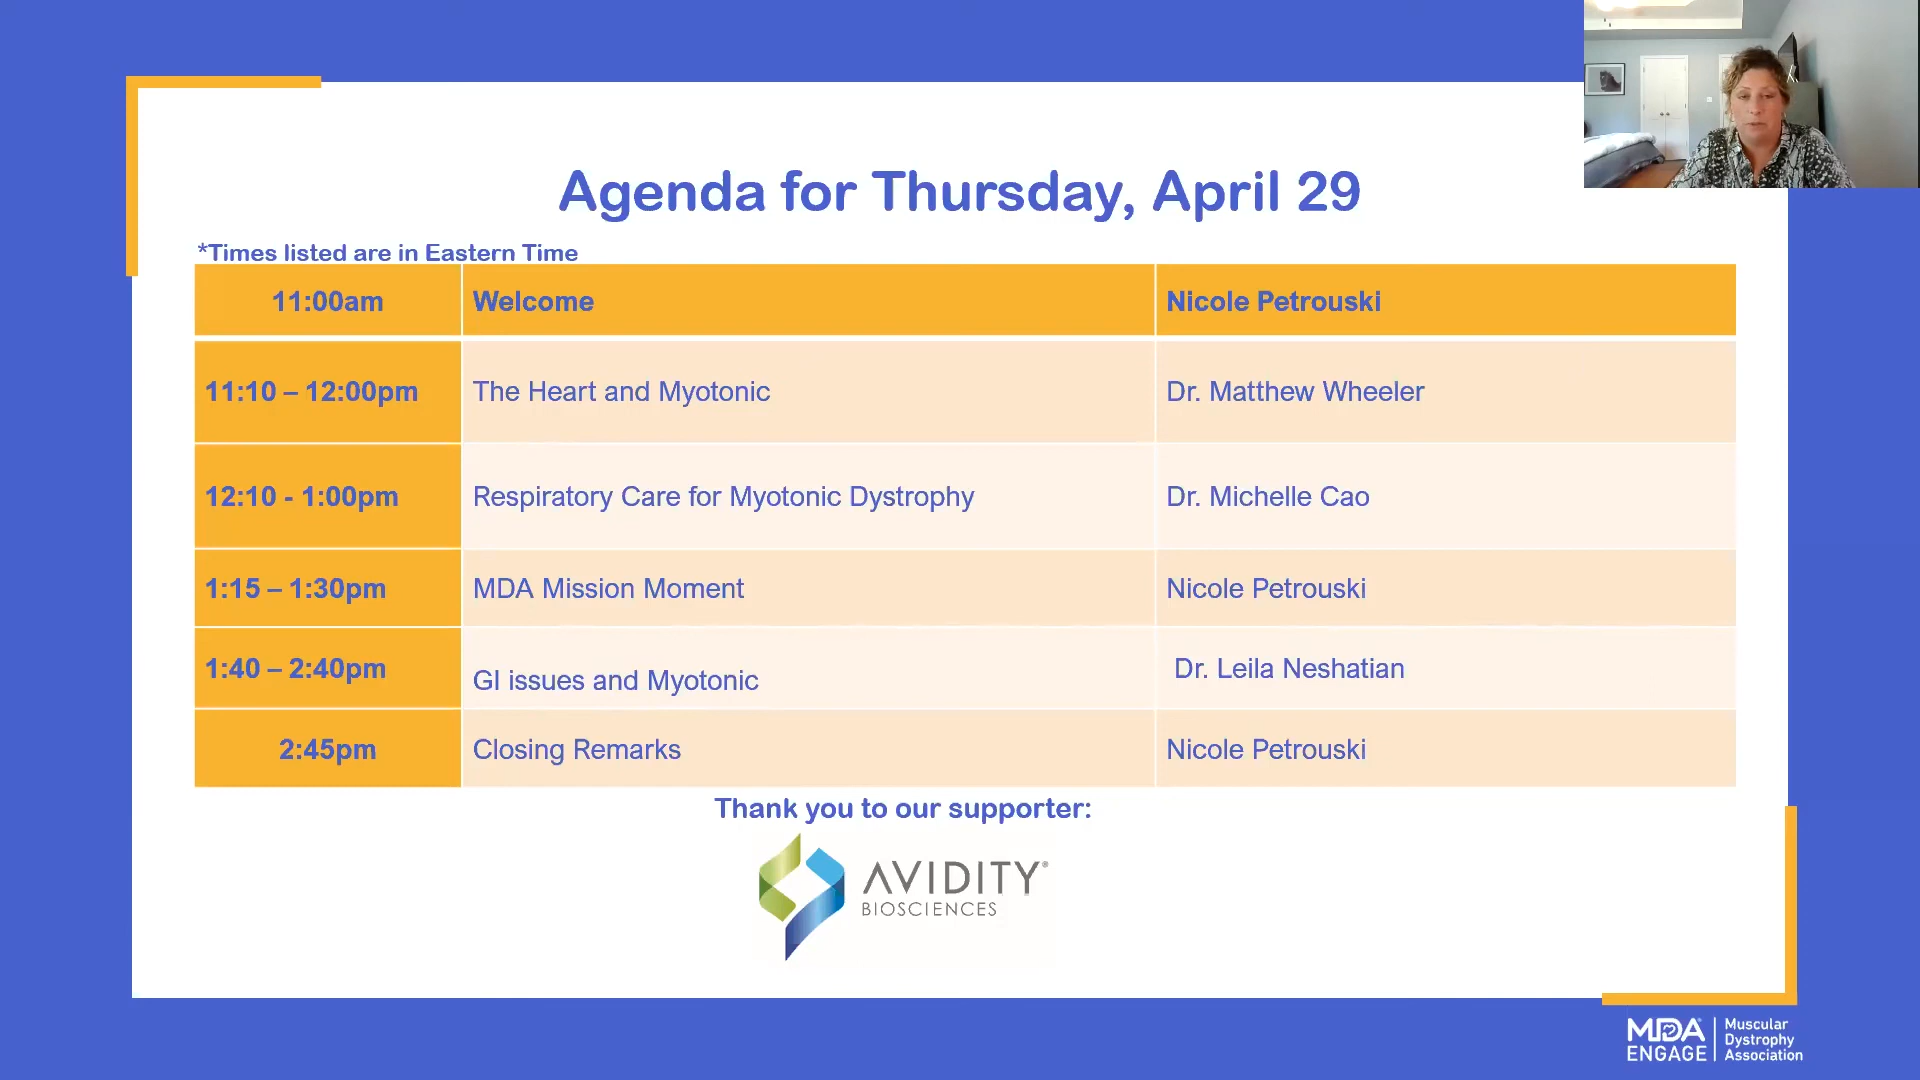 Agenda for Thursday, April 29
*Times listed are in Eastern Time
11:00am Welcome Nicole Petrouski
11:10 – 12:00pm The Heart and Myotonic Dr. Matthew Wheeler
12:10 - 1:00pm Respiratory Care for Myotonic Dystrophy Dr. Michelle Cao
1:15 – 1:30pm MDA Mission Moment Nicole Petrouski
1:40 – 2:40pm GI issues and Myotonic Dr. Leila Neshatian
2:45pm Closing Remarks Nicole Petrouski
Thank you to our supporter:
AVIDITY®
BIOSCIENCES
MDA
ENGAGE
Muscular
Dystrophy
Association